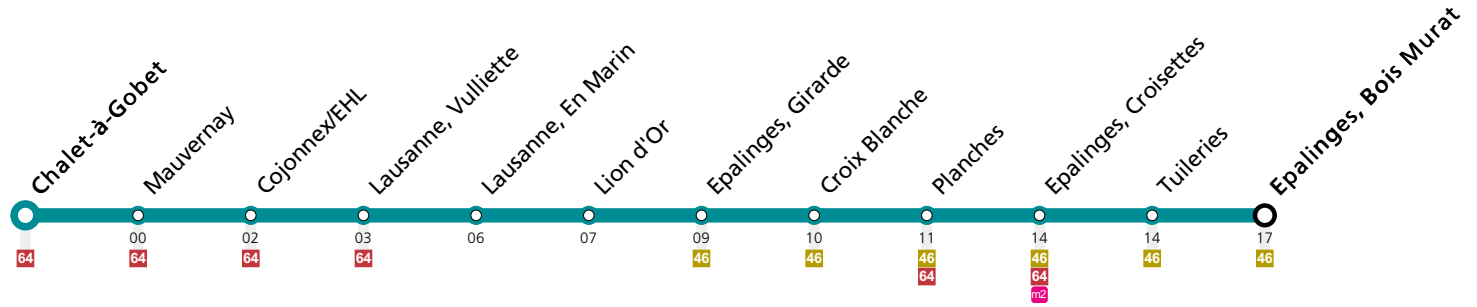 Chalet-à-Gobet
Mauvernay
Cojonnex/EHL
Lausanne, Vulliette
Lausanne, En Marin
Lion d'Or
Epalinges, Girarde
Croix Blanche
Planches
Epalinges, Croisettes
Tuileries
Epalinges, Bois Murat
00 02 03 06 07 09 10 11 14 14 17
64 64 64 64 46 46 46 46 46 46
64 64
m2